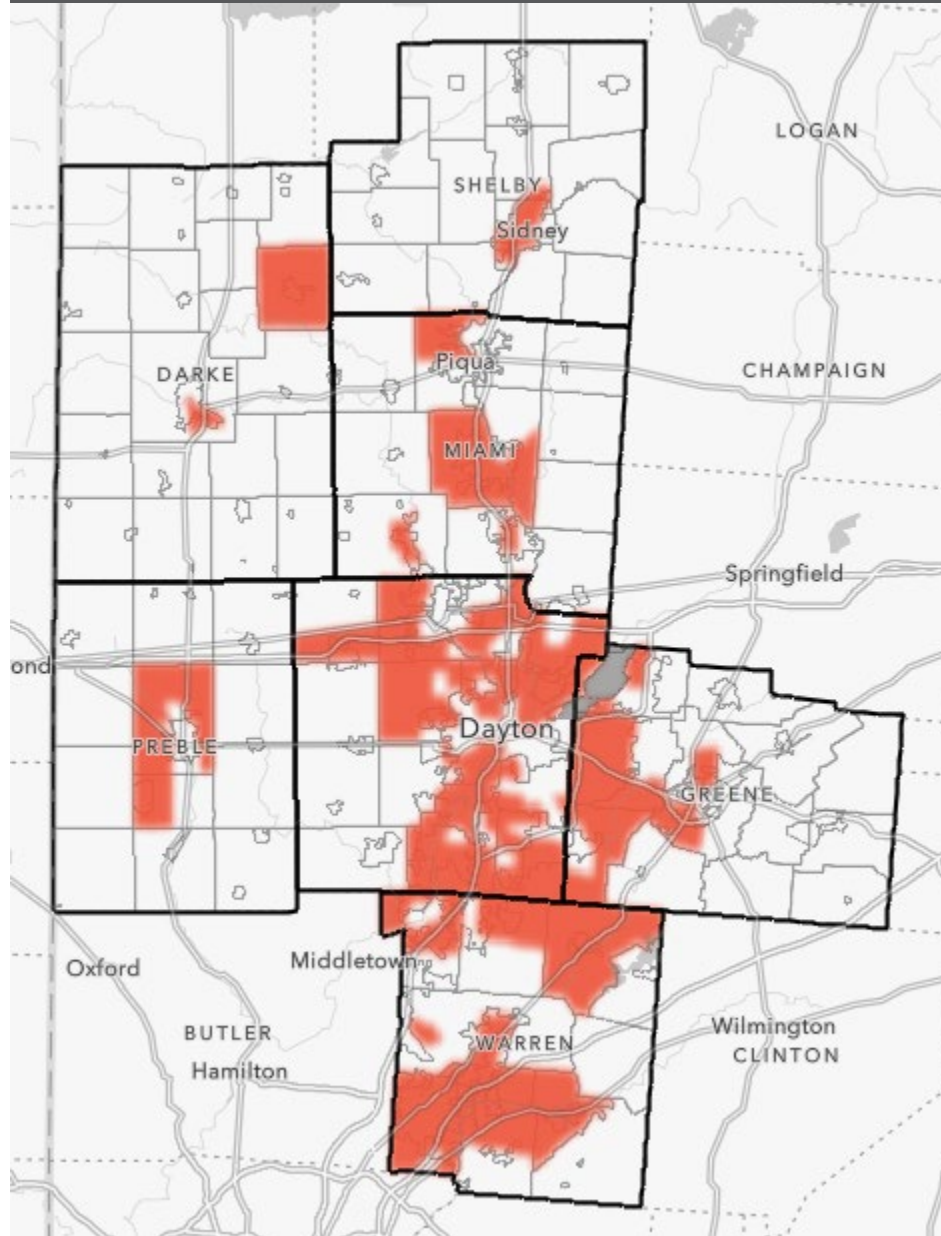 LOGAN
SHELBY
Sidney
Piqua
DARKE
CHAMPAIGN
MIAMI
Springfield
ond
Dayton
PREBLE
GREENE
Oxford
Middletown
BUTLER
Hamilton
WARREN
Wilmington
CLINTON